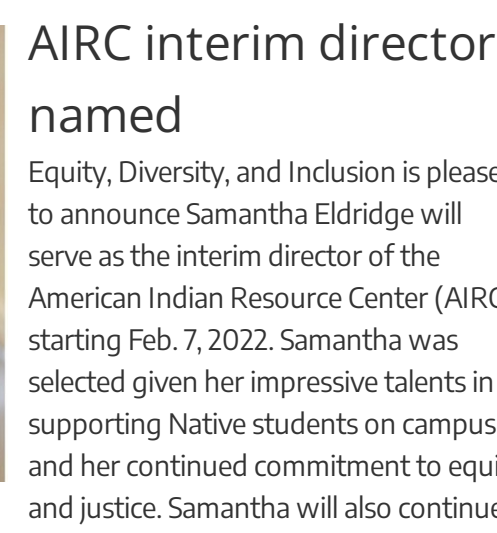 AIRC interim director
named
Equity, Diversity, and Inclusion is please
to announce Samantha Eldridge will
serve as the interim director of the
American Indian Resource Center (AIRC
starting Feb. 7, 2022. Samantha was
selected given her impressive talents in
supporting Native students on campus
and her continued commitment to equi
and justice. Samantha will also continue